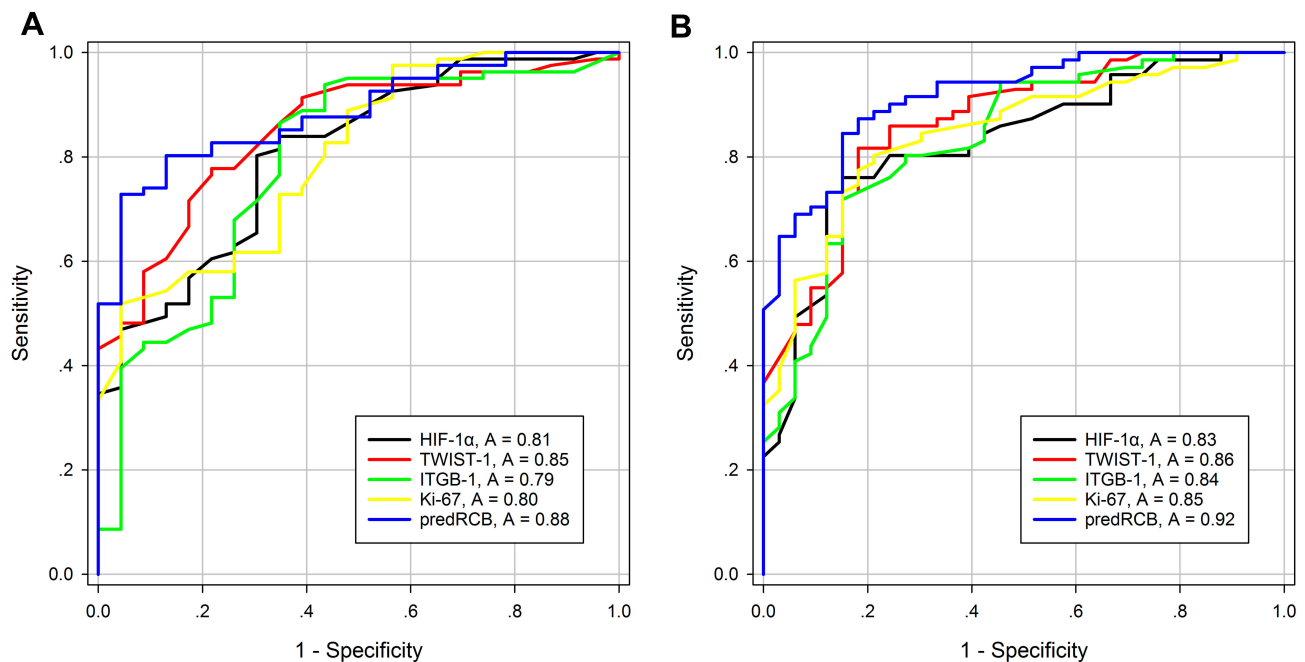 A
Sensitivity
1.0
.8
.6
.4
.2
0.0
HIF-1α, A = 0.81
TWIST-1, A = 0.85
ITGB-1, A = 0.79
Ki-67, A = 0.80
predRCB, A = 0.88
0.0 .2 .4 .6 .8 1.0
1 - Specificity
B
Sensitivity
1.0
.8
.6
.4
.2
0.0
HIF-1α, A = 0.83
TWIST-1, A = 0.86
ITGB-1, A = 0.84
Ki-67, A = 0.85
predRCB, A = 0.92
0.0 .2 .4 .6 .8 1.0
1 - Specificity